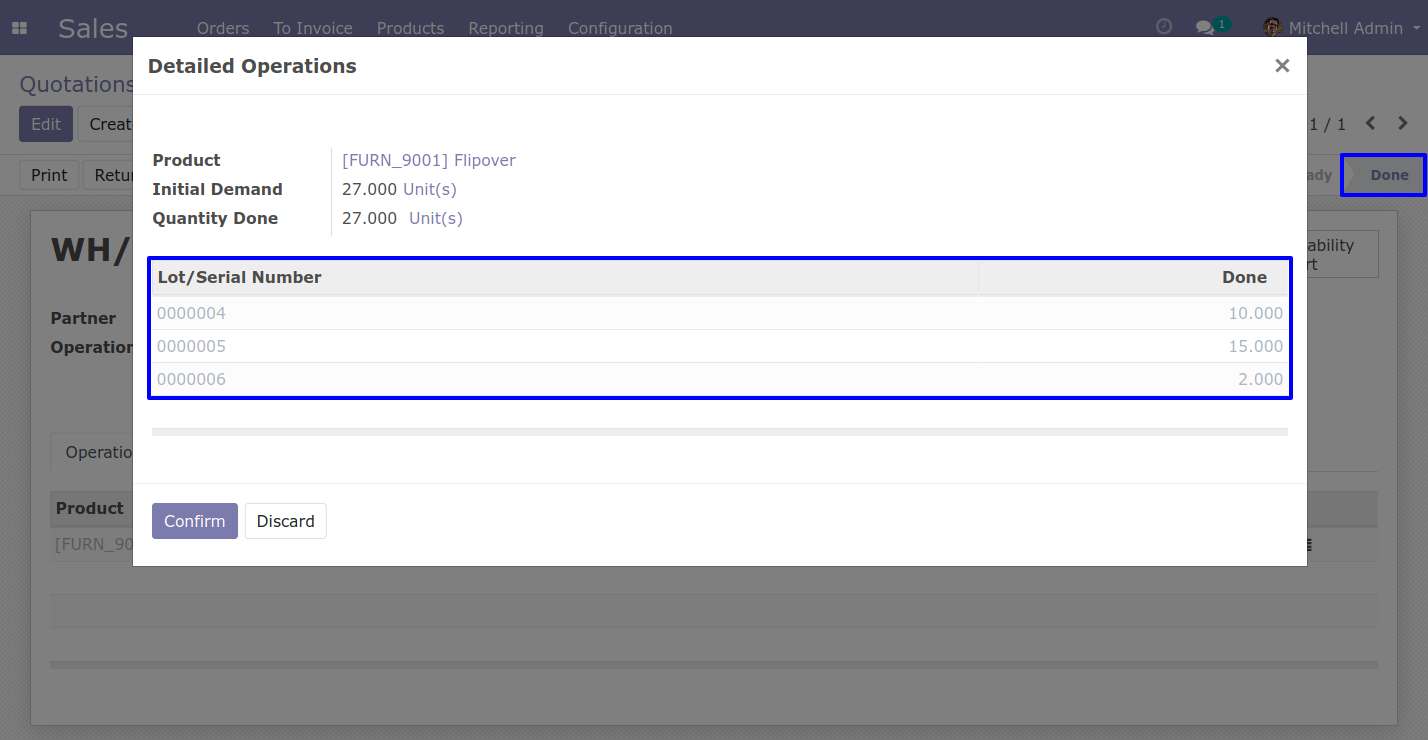 Sales Orders To Invoice Products Reporting Configuration 1 Mitchell Admin
Detailed Operations ×
Quotations
Edit Creat 1 / 1
Product [FURN_9001] Flipover
Print Retur ady Done
Initial Demand 27.000 Unit(s)
Quantity Done 27.000 Unit(s)
WH/ ability
rt
Lot/Serial Number Done
0000004 10.000
Partner
0000005 15.000
Operation
0000006 2.000
Operatio
Product
Confirm Discard
[FURN_90